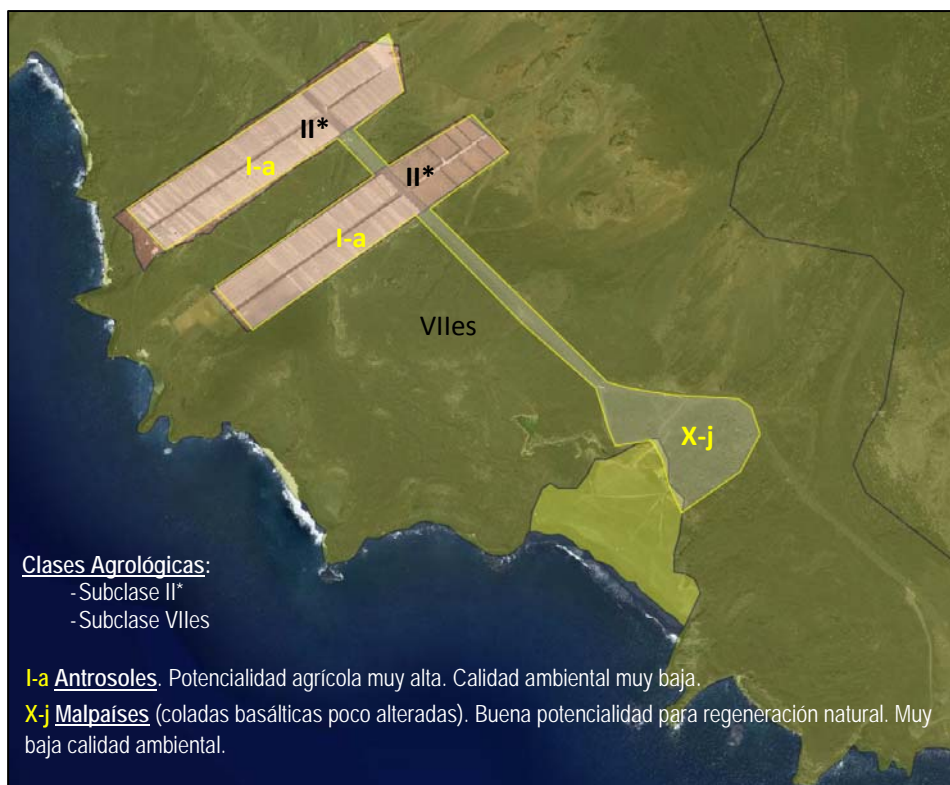 II*
I-a
II*
I-a
VIIes
X-j
Clases Agrológicas:
- Subclase II*
- Subclase VIIes
I-a Antrosoles. Potencialidad agrícola muy alta. Calidad ambiental muy baja.
X-j Malpaíses (coladas basálticas poco alteradas). Buena potencialidad para regeneración natural. Muy
baja calidad ambiental.